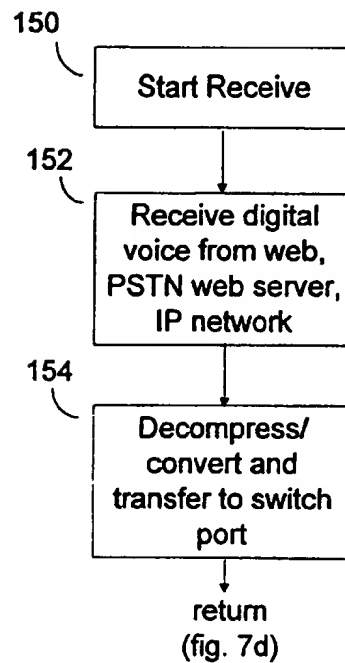 150
Start Receive
152
Receive digital
voice from web,
PSTN web server,
IP network
154
Decompress/
convert and
transfer to switch
port
return
(fig. 7d)